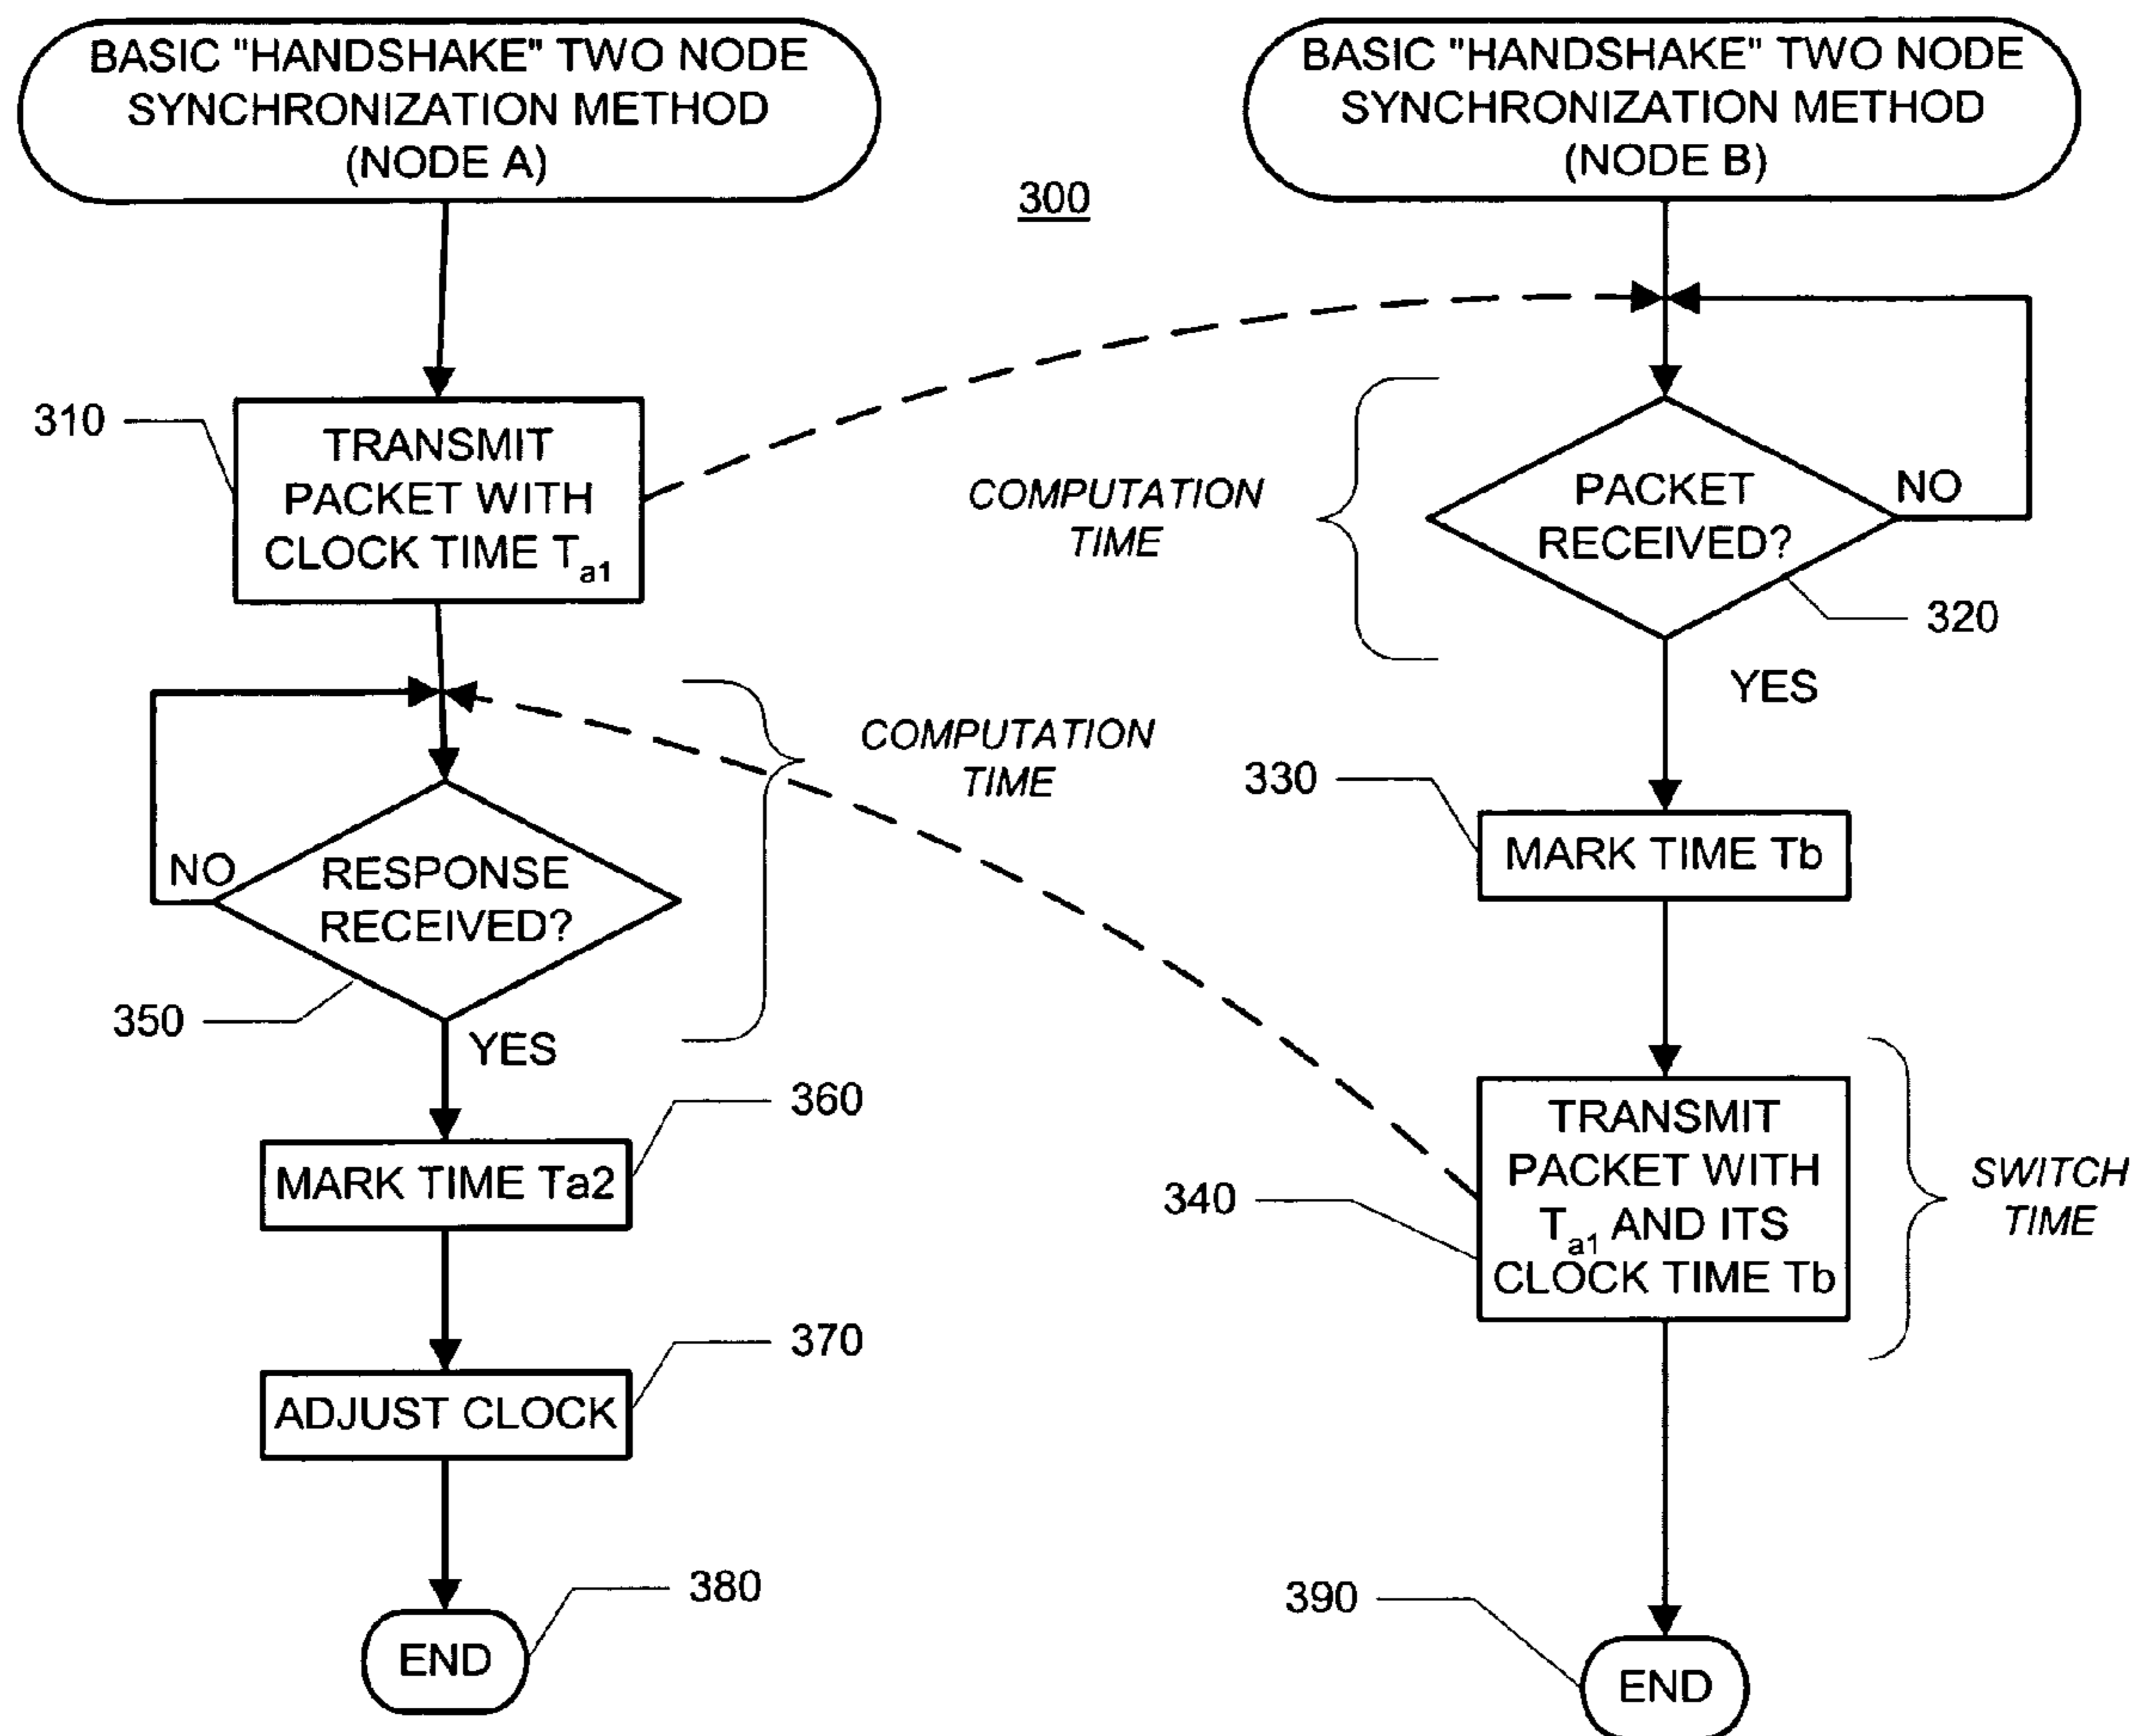 BASIC "HANDSHAKE" TWO NODE
SYNCHRONIZATION METHOD
(NODE A)
BASIC "HANDSHAKE" TWO NODE
SYNCHRONIZATION METHOD
(NODE B)
300
310
TRANSMIT
PACKET WITH
CLOCK TIME Ta1
COMPUTATION
TIME
PACKET
RECEIVED?
NO
320
YES
COMPUTATION
TIME
NO
RESPONSE
RECEIVED?
350
YES
330
MARK TIME Tb
360
MARK TIME Ta2
340
TRANSMIT
PACKET WITH
Ta1 AND ITS
CLOCK TIME Tb
SWITCH
TIME
370
ADJUST CLOCK
380
END
390
END